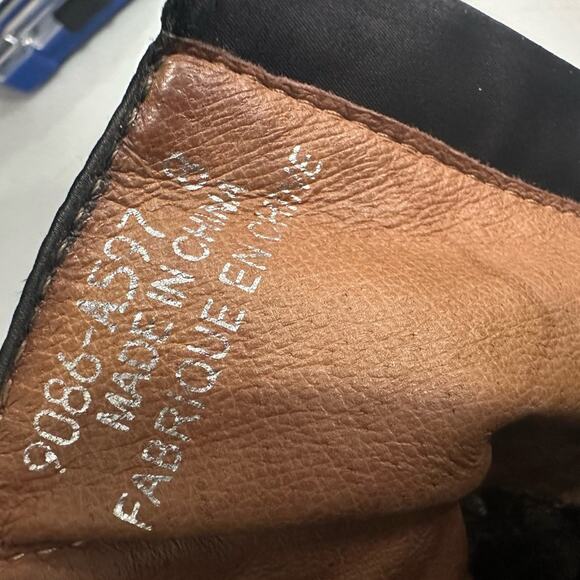 9086-AS97
MADE IN CHINA
FABRIQUE EN CHINE